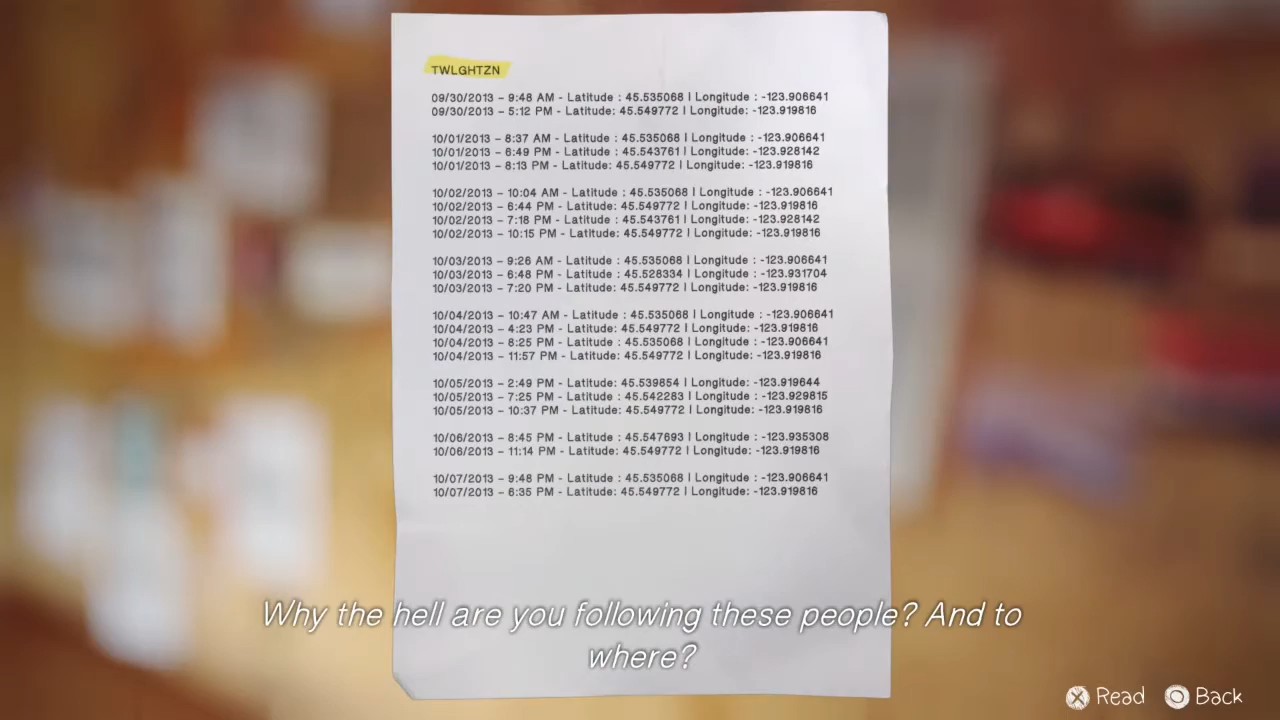 TWLGHTZN
09/30/2013 – 9:48 AM - Latitude : 45.535068 | Longitude : -123.906641
09/30/2013 – 5:12 PM - Latitude: 45.549772 | Longitude: -123.919816
10/01/2013 – 8:37 AM - Latitude : 45.535068 | Longitude : -123.906641
10/01/2013 – 6:49 PM - Latitude: 45.543761 | Longitude: -123.928142
10/01/2013 – 8:13 PM - Latitude: 45.549772 | Longitude: -123.919816
10/02/2013 – 10:04 AM - Latitude : 45.535068 | Longitude : -123.906641
10/02/2013 – 6:44 PM - Latitude: 45.549772 | Longitude: -123.919816
10/02/2013 – 7:18 PM - Latitude: 45.543761 | Longitude: -123.928142
10/02/2013 – 10:15 PM - Latitude: 45.549772 | Longitude: -123.919816
10/03/2013 – 9:26 AM - Latitude : 45.535068 | Longitude : -123.906641
10/03/2013 – 6:48 PM - Latitude : 45.528334 | Longitude : -123.931704
10/03/2013 – 7:20 PM - Latitude: 45.549772 | Longitude: -123.919816
10/04/2013 – 10:47 AM - Latitude : 45.535068 | Longitude : -123.906641
10/04/2013 – 4:23 PM - Latitude: 45.549772 | Longitude: -123.919816
10/04/2013 – 8:25 PM - Latitude : 45.535068 | Longitude : -123.906641
10/04/2013 – 11:57 PM - Latitude: 45.549772 | Longitude: -123.919816
10/05/2013 – 2:49 PM - Latitude: 45.539854 | Longitude: -123.919644
10/05/2013 – 7:25 PM - Latitude : 45.542283 | Longitude : -123.929815
10/05/2013 – 10:37 PM - Latitude: 45.549772 | Longitude: -123.919816
10/06/2013 – 8:45 PM - Latitude : 45.547693 | Longitude : -123.935308
10/06/2013 – 11:14 PM - Latitude: 45.549772 | Longitude: -123.919816
10/07/2013 – 9:48 PM - Latitude : 45.535068 | Longitude : -123.906641
10/07/2013 – 6:35 PM - Latitude: 45.549772 | Longitude: -123.919816
Why the hell are you following these people? And to
where?
Read Back